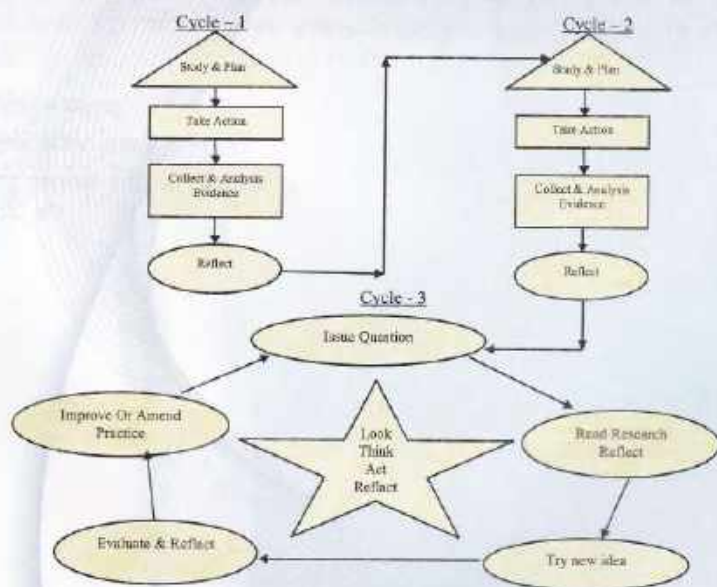 Cycle – 1
Study & Plan
Take Action
Collect & Analysis
Evidence
Reflect
Cycle – 2
Study & Plan
Take Action
Collect & Analysis
Evidence
Reflect
Cycle - 3
Issue Question
Read Research
Reflect
Try new idea
Evaluate & Reflect
Improve Or Amend
Practice
Look
Think
Act
Reflact